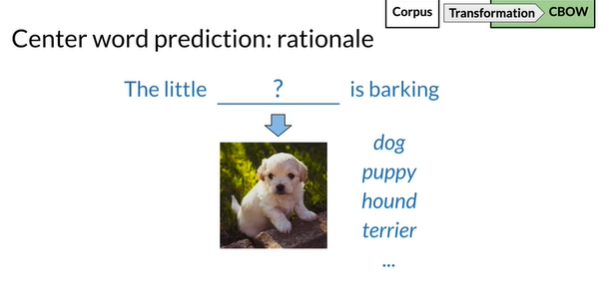 Corpus Transformation CBOW
Center word prediction: rationale
The little ? is barking
dog
puppy
hound
terrier
...